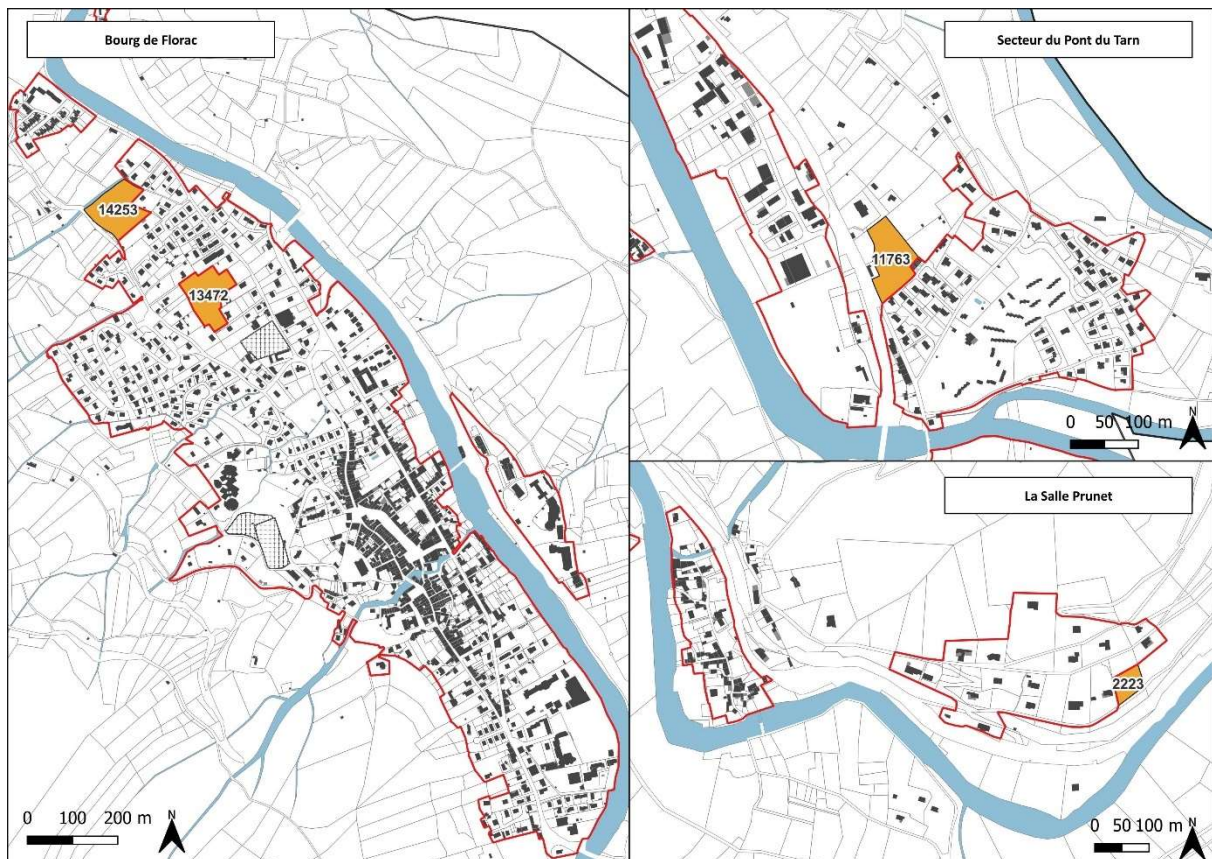 Bourg de Florac
14253
13472
0 100 200 m
N
Secteur du Pont du Tarn
11763
0 50 100 m
N
La Salle Prunet
2223
0 50 100 m
N